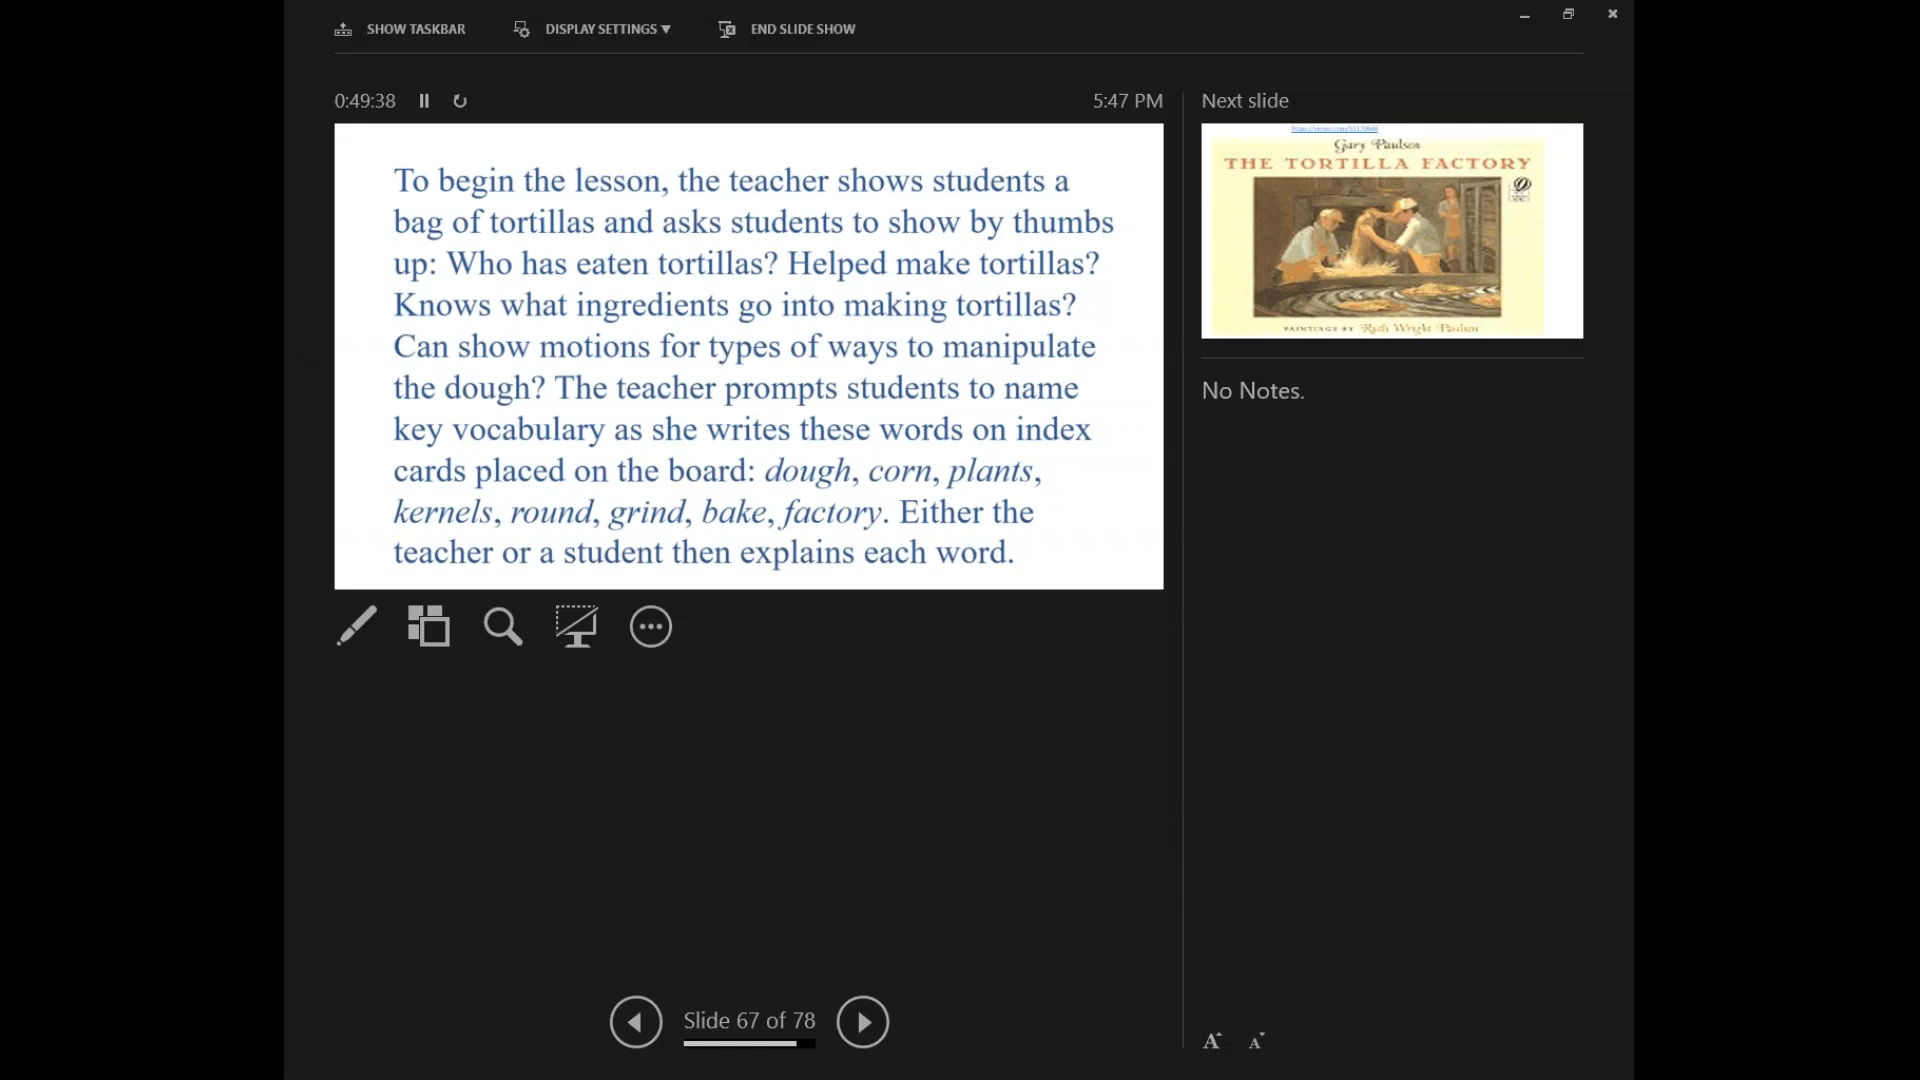 SHOW TASKBAR
DISPLAY SETTINGS
END SLIDE SHOW
0:49:38
5:47 PM
Next slide
To begin the lesson, the teacher shows students a
bag of tortillas and asks students to show by thumbs
up: Who has eaten tortillas? Helped make tortillas?
Knows what ingredients go into making tortillas?
Can show motions for types of ways to manipulate
the dough? The teacher prompts students to name
key vocabulary as she writes these words on index
cards placed on the board: dough, corn, plants,
kernels, round, grind, bake, factory. Either the
teacher or a student then explains each word.
Gary Paulsen
THE TORTILLA FACTORY
PAINTINGS BY Ruth Wright Paulsen
No Notes.
Slide 67 of 78
A A